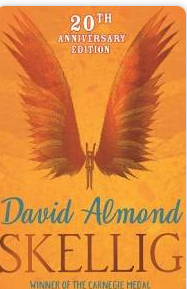 20TH
ANNIVERSARY
EDITION
David Almond
SKELLIG
WINNER OF THE CARNEGIE MEDAL